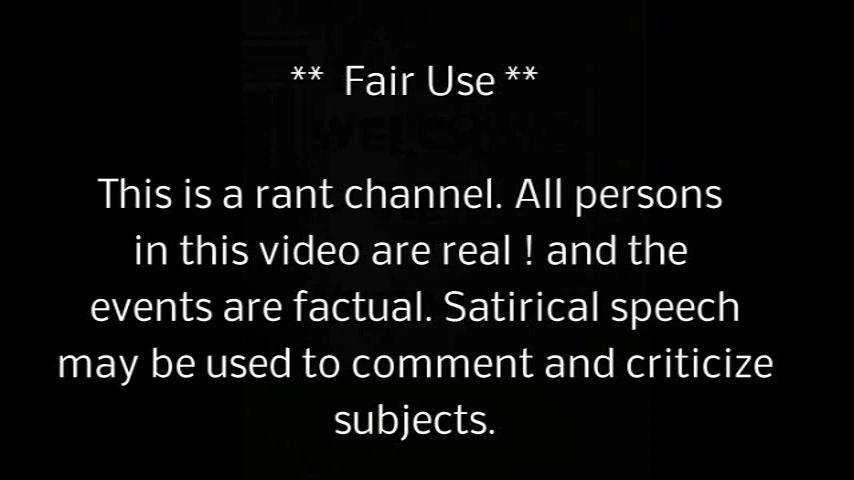 ** Fair Use **
This is a rant channel. All persons
in this video are real ! and the
events are factual. Satirical speech
may be used to comment and criticize
subjects.